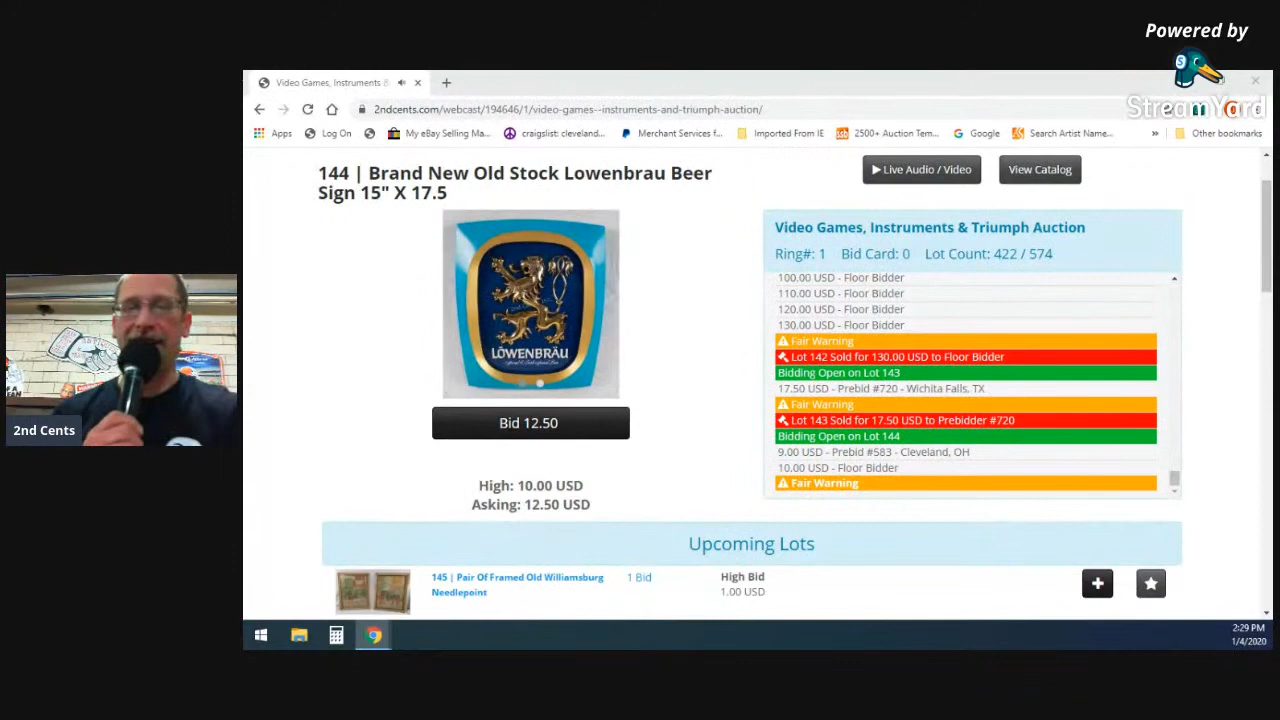 Powered by
StreamYard
Video Games, Instruments &
2ndcents.com/webcast/194646/1/video-games--instruments-and-triumph-auction/
Apps
Log On
My eBay Selling Ma...
craigslist: cleveland...
Merchant Services f...
Imported From IE
2500+ Auction Tem...
Google
Search Artist Name...
»
Other bookmarks
144 | Brand New Old Stock Lowenbrau Beer
Sign 15" X 17.5
Live Audio / Video
View Catalog
LÖWENBRÄU
Bid 12.50
High: 10.00 USD
Asking: 12.50 USD
Video Games, Instruments & Triumph Auction
Ring#: 1 Bid Card: 0 Lot Count: 422 / 574
100.00 USD - Floor Bidder
110.00 USD - Floor Bidder
120.00 USD - Floor Bidder
130.00 USD - Floor Bidder
Fair Warning
Lot 142 Sold for 130.00 USD to Floor Bidder
Bidding Open on Lot 143
17.50 USD - Prebid #720 - Wichita Falls, TX
Fair Warning
Lot 143 Sold for 17.50 USD to Prebidder #720
Bidding Open on Lot 144
9.00 USD - Prebid #583 - Cleveland, OH
10.00 USD - Floor Bidder
Fair Warning
2nd Cents
Upcoming Lots
145 | Pair Of Framed Old Williamsburg
Needlepoint
1 Bid
High Bid
1.00 USD
2:29 PM
1/4/2020